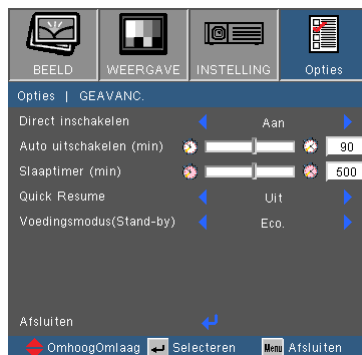 BEELD WEERGAVE INSTELLING Opties
Opties | GEAVANC.
Direct inschakelen Aan
Auto uitschakelen (min) 90
Slaaptimer (min) 500
Quick Resume Uit
Voedingsmodus(Stand-by) Eco.
Afsluiten
OmhoogOmlaag Selecteren Menu Afsluiten